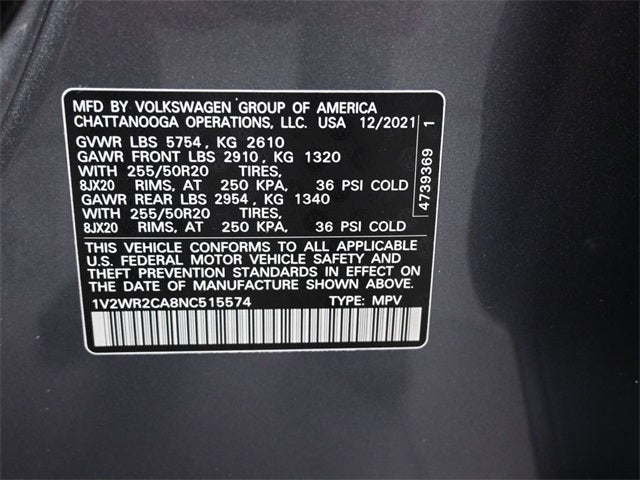 MFD BY VOLKSWAGEN GROUP OF AMERICA
CHATTANOOGA OPERATIONS, LLC. USA 12/2021
GVWR LBS 5754, KG 2610
GAWR FRONT LBS 2910, KG 1320
WITH 255/50R20 TIRES,
8JX20 RIMS, AT 250 KPA, 36 PSI COLD
GAWR REAR LBS 2954, KG 1340
WITH 255/50R20 TIRES,
8JX20 RIMS, AT 250 KPA, 36 PSI COLD
THIS VEHICLE CONFORMS TO ALL APPLICABLE
U.S. FEDERAL MOTOR VEHICLE SAFETY AND
THEFT PREVENTION STANDARDS IN EFFECT ON
THE DATE OF MANUFACTURE SHOWN ABOVE.
1V2WR2CA8NC515574 TYPE: MPV
4739369 1